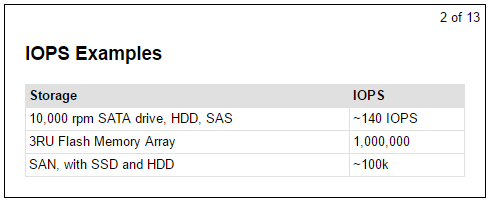 2 of 13
IOPS Examples
Storage IOPS
10,000 rpm SATA drive, HDD, SAS ~140 IOPS
3RU Flash Memory Array 1,000,000
SAN, with SSD and HDD ~100k